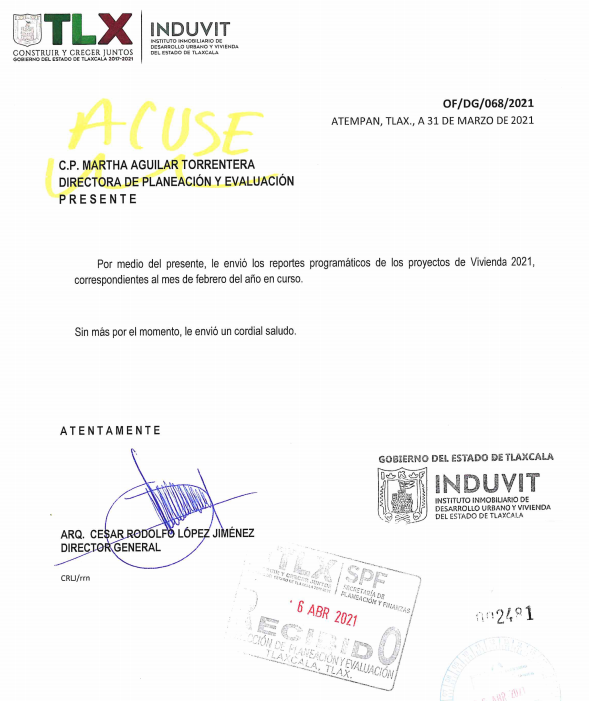 TLX
CONSTRUIR Y CRECER JUNTOS
GOBIERNO DEL ESTADO DE TLAXCALA 2017-2021
INDUVIT
INSTITUTO INMOBILIARIO DE
DESARROLLO URBANO Y VIVIENDA
DEL ESTADO DE TLAXCALA
OF/DG/068/2021
ATEMPAN, TLAX., A 31 DE MARZO DE 2021
ACUSE
C.P. MARTHA AGUILAR TORRENTERA
DIRECTORA DE PLANEACIÓN Y EVALUACIÓN
P R E S E N T E
Por medio del presente, le envió los reportes programáticos de los proyectos de Vivienda 2021,
correspondientes al mes de febrero del año en curso.
Sin más por el momento, le envió un cordial saludo.
A T E N T A M E N T E
ARQ. CESAR RODOLFO LÓPEZ JIMÉNEZ
DIRECTOR GENERAL
CRLJ/rrn
GOBIERNO DEL ESTADO DE TLAXCALA
INDUVIT
INSTITUTO INMOBILIARIO DE
DESARROLLO URBANO Y VIVIENDA
DEL ESTADO DE TLAXCALA
TLX
SPF
SECRETARÍA DE
PLANEACIÓN Y FINANZAS
6 ABR 2021
RECIBIDO
PLANEACIÓN Y EVALUACIÓN
TLAXCALA, TLAX.
002481